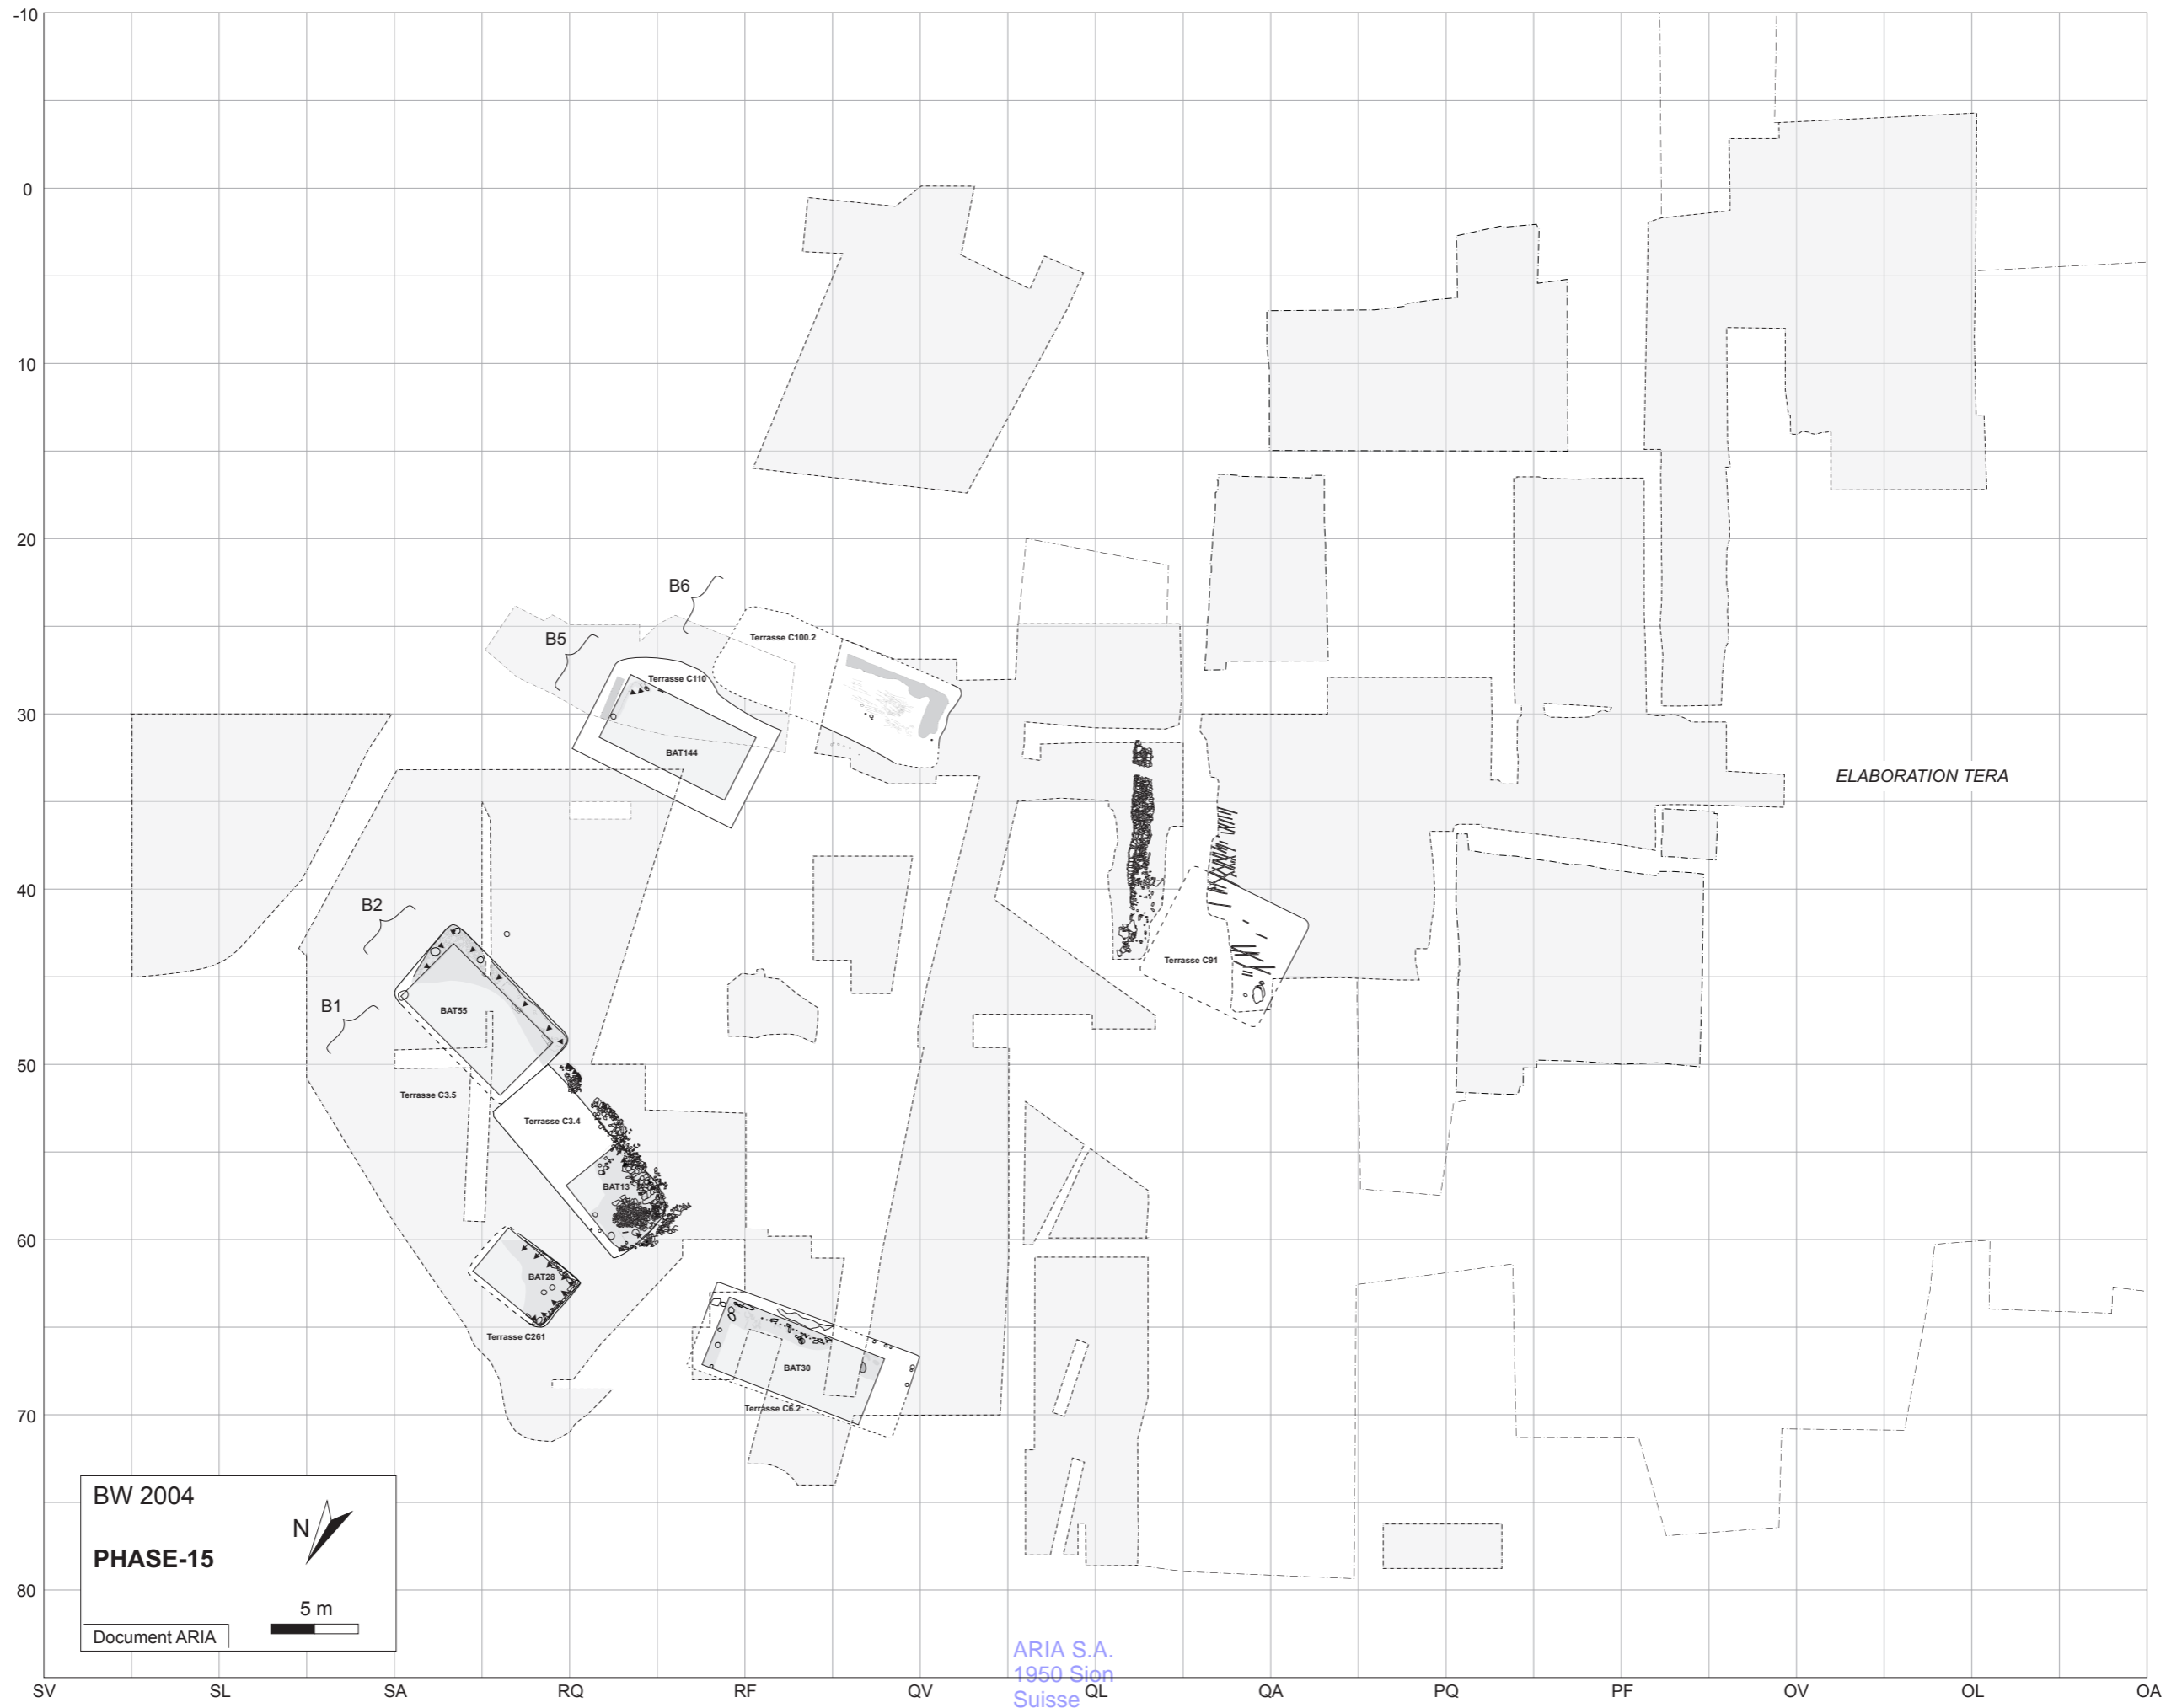 -10
0
10
20
B6
B5
Terrasse C100.2
Terrasse C110
30
BAT144
ELABORATION TERA
40
B2
Terrasse C91
B1
BAT55
50
Terrasse C3.5
Terrasse C3.4
BAT13
60
BAT28
Terrasse C261
BAT30
Terrasse C6.2
70
BW 2004
N
PHASE-15
80
5 m
Document ARIA
ARIA S.A.
1950 Sion
Suisse
SV SL SA RQ RF QV QL QA PQ PF OV OL OA